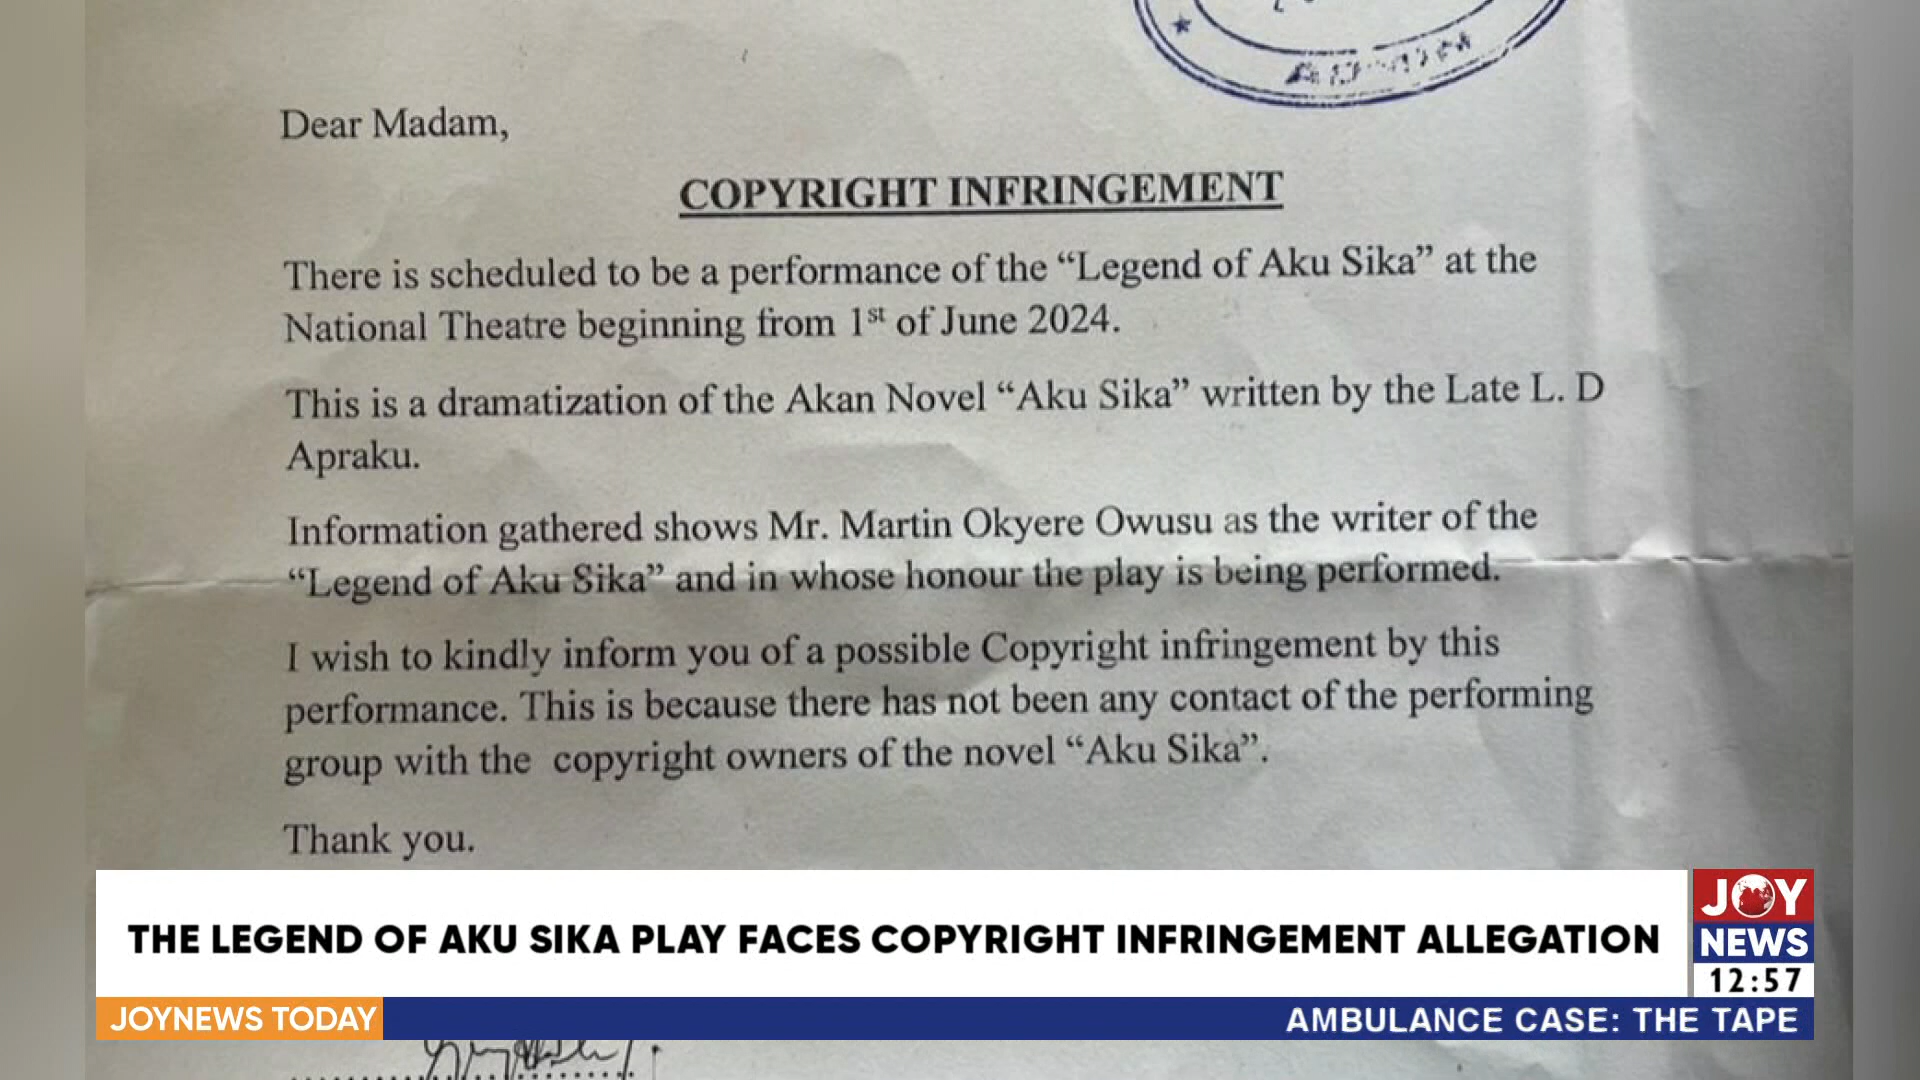 Dear Madam,
COPYRIGHT INFRINGEMENT
There is scheduled to be a performance of the “Legend of Aku Sika” at the
National Theatre beginning from 1st of June 2024.
This is a dramatization of the Akan Novel “Aku Sika” written by the Late L. D
Apraku.
Information gathered shows Mr. Martin Okyere Owusu as the writer of the
“Legend of Aku Sika” and in whose honour the play is being performed.
I wish to kindly inform you of a possible Copyright infringement by this
performance. This is because there has not been any contact of the performing
group with the  copyright owners of the novel “Aku Sika”.
Thank you.
THE LEGEND OF AKU SIKA PLAY FACES COPYRIGHT INFRINGEMENT ALLEGATION
JOY
NEWS
12:57
JOYNEWS TODAY
AMBULANCE CASE: THE TAPE